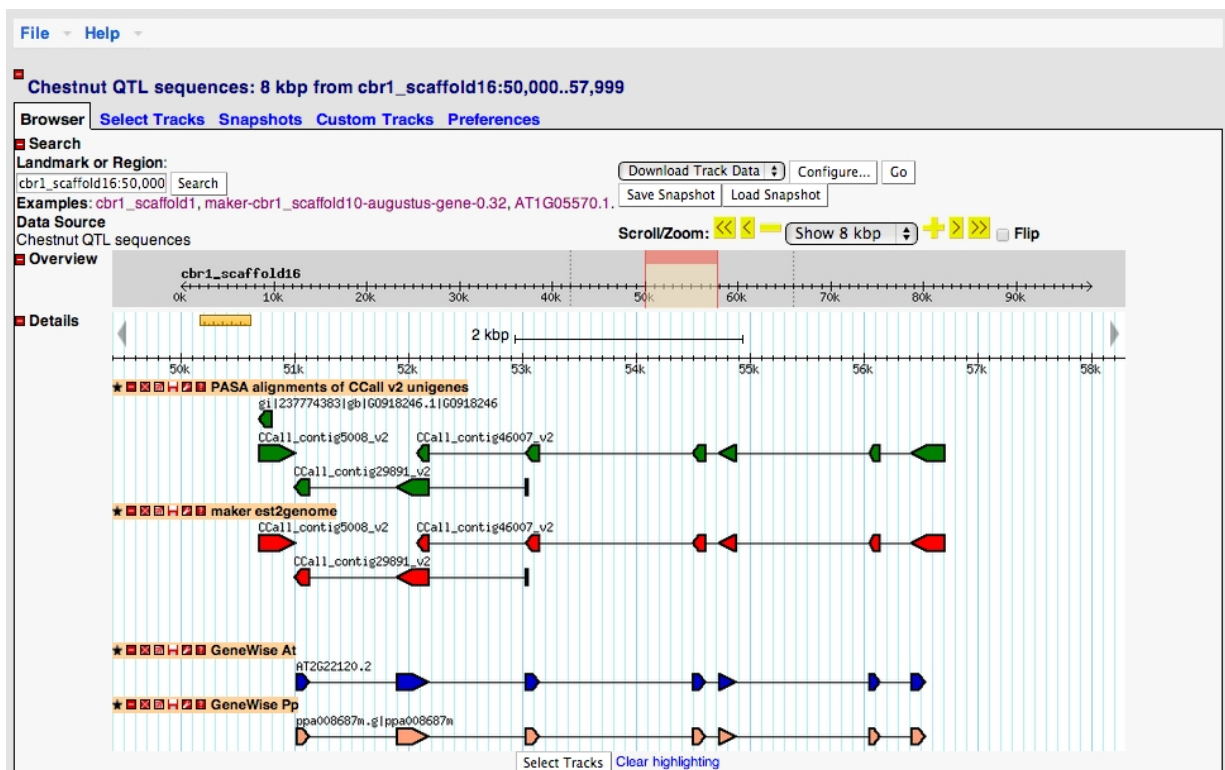 File Help
Chestnut QTL sequences: 8 kbp from cbr1_scaffold16:50,000..57,999
Browser Select Tracks Snapshots Custom Tracks Preferences
Search
Landmark or Region:
cbr1_scaffold16:50,000 Search
Download Track Data Configure... Go
Save Snapshot Load Snapshot
Examples: cbr1_scaffold1, maker-cbr1_scaffold10-augustus-gene-0.32, AT1G05570.1.
Data Source
Chestnut QTL sequences
Scroll/Zoom: << < Show 8 kbp > >> Flip
Overview
cbr1_scaffold16
0k 10k 20k 30k 40k 50k 60k 70k 80k 90k
Details
2 kbp
50k 51k 52k 53k 54k 55k 56k 57k 58k
PASA alignments of CCall v2 unigenes
gi|237774383|gb|GO918246.1|GO918246
CCall_contig5008_v2 CCall_contig46007_v2
CCall_contig29891_v2
maker est2genome
CCall_contig5008_v2 CCall_contig46007_v2
CCall_contig29891_v2
GeneWise At
AT2G22120.2
GeneWise Pp
ppa008687m.g|ppa008687m
Select Tracks Clear highlighting